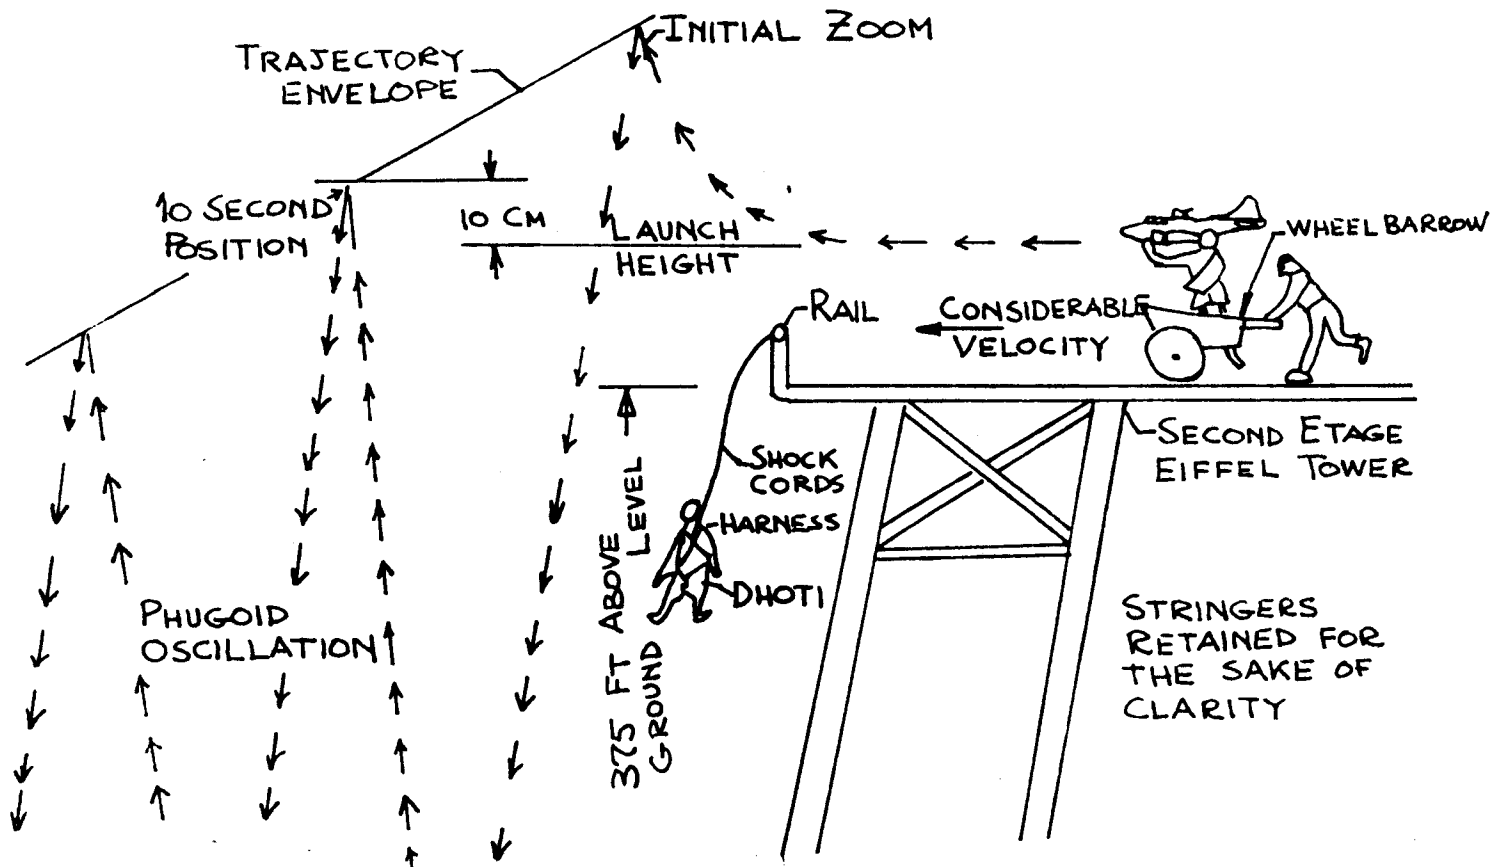 INITIAL ZOOM
TRAJECTORY
ENVELOPE
10 SECOND
POSITION
10 CM
LAUNCH
HEIGHT
WHEEL BARROW
RAIL
CONSIDERABLE
VELOCITY
SECOND ETAGE
EIFFEL TOWER
SHOCK
CORDS
HARNESS
DHOTI
375 FT ABOVE
GROUND LEVEL
PHUGOID
OSCILLATION
STRINGERS
RETAINED FOR
THE SAKE OF
CLARITY